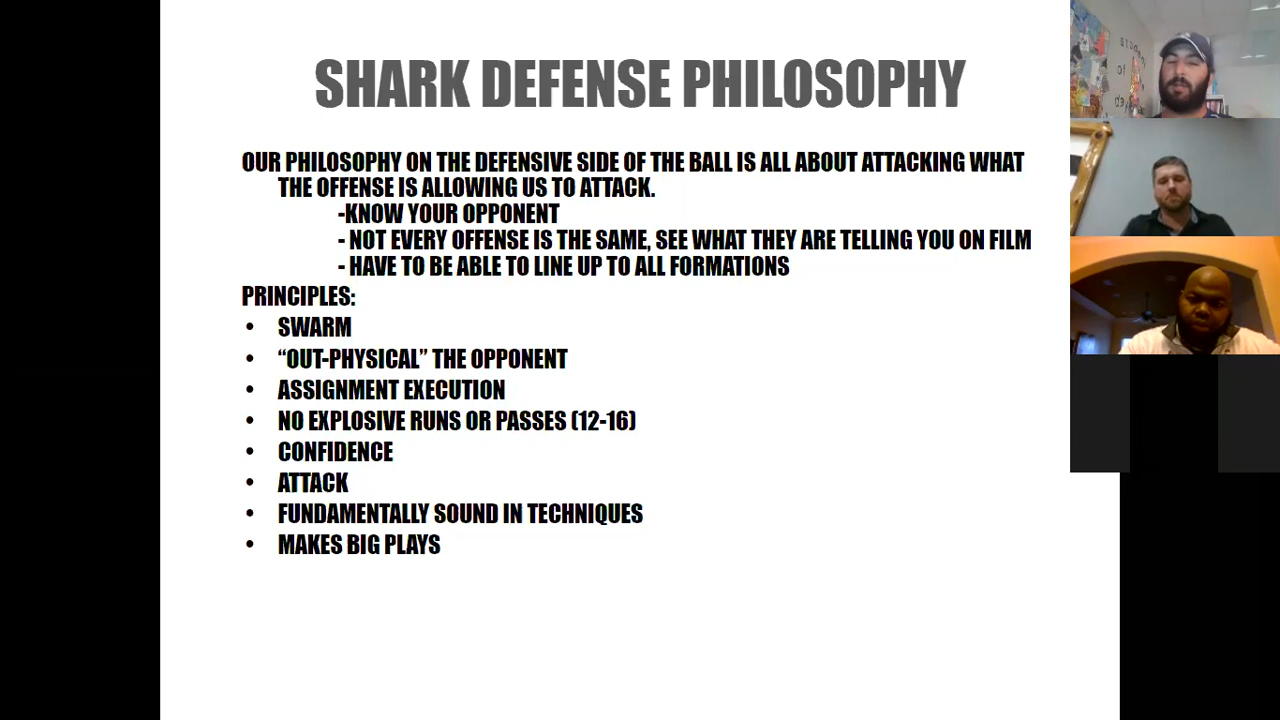 SHARK DEFENSE PHILOSOPHY
OUR PHILOSOPHY ON THE DEFENSIVE SIDE OF THE BALL IS ALL ABOUT ATTACKING WHAT
THE OFFENSE IS ALLOWING US TO ATTACK.
-KNOW YOUR OPPONENT
- NOT EVERY OFFENSE IS THE SAME, SEE WHAT THEY ARE TELLING YOU ON FILM
- HAVE TO BE ABLE TO LINE UP TO ALL FORMATIONS
PRINCIPLES:
• SWARM
• “OUT-PHYSICAL” THE OPPONENT
• ASSIGNMENT EXECUTION
• NO EXPLOSIVE RUNS OR PASSES (12-16)
• CONFIDENCE
• ATTACK
• FUNDAMENTALLY SOUND IN TECHNIQUES
• MAKES BIG PLAYS